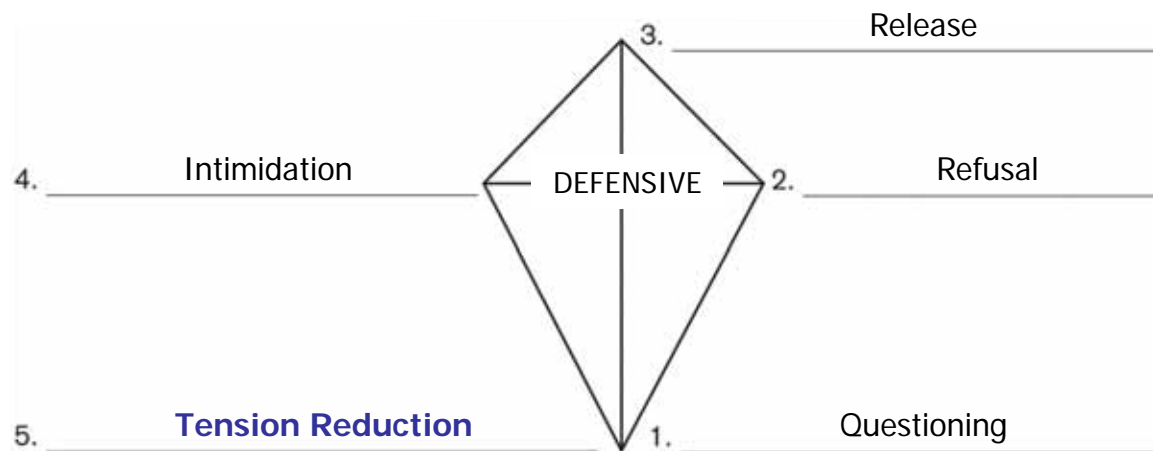 3. Release
4. Intimidation DEFENSIVE 2. Refusal
5. Tension Reduction 1. Questioning